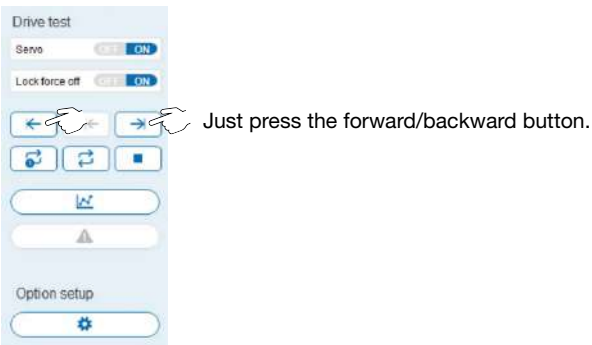 Drive test
Servo OFF ON
Lock force off OFF ON
Just press the forward/backward button.
Option setup